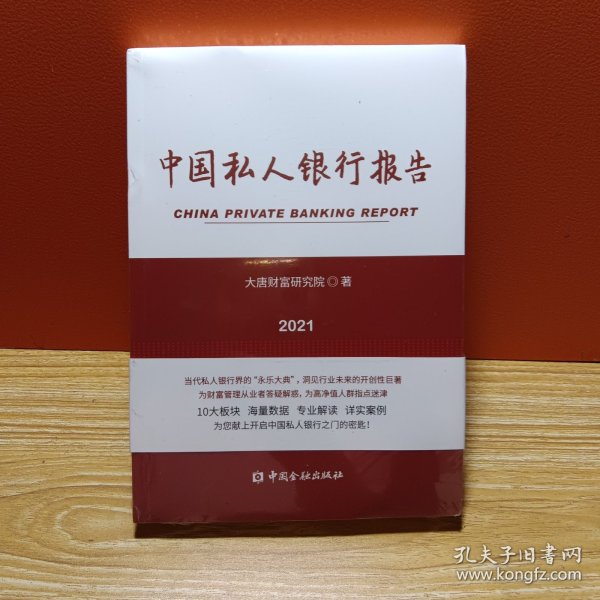 中国私人银行报告
CHINA PRIVATE BANKING REPORT
大唐财富研究院◎著
2021
当代私人银行界的“永乐大典”，洞见行业未来的开创性巨著
为财富管理从业者答疑解惑，为高净值人群指点迷津
10大板块 海量数据 专业解读 详实案例
为您献上开启中国私人银行之门的密匙！
中国金融出版社
孔夫子旧书网
www.kongfz.com